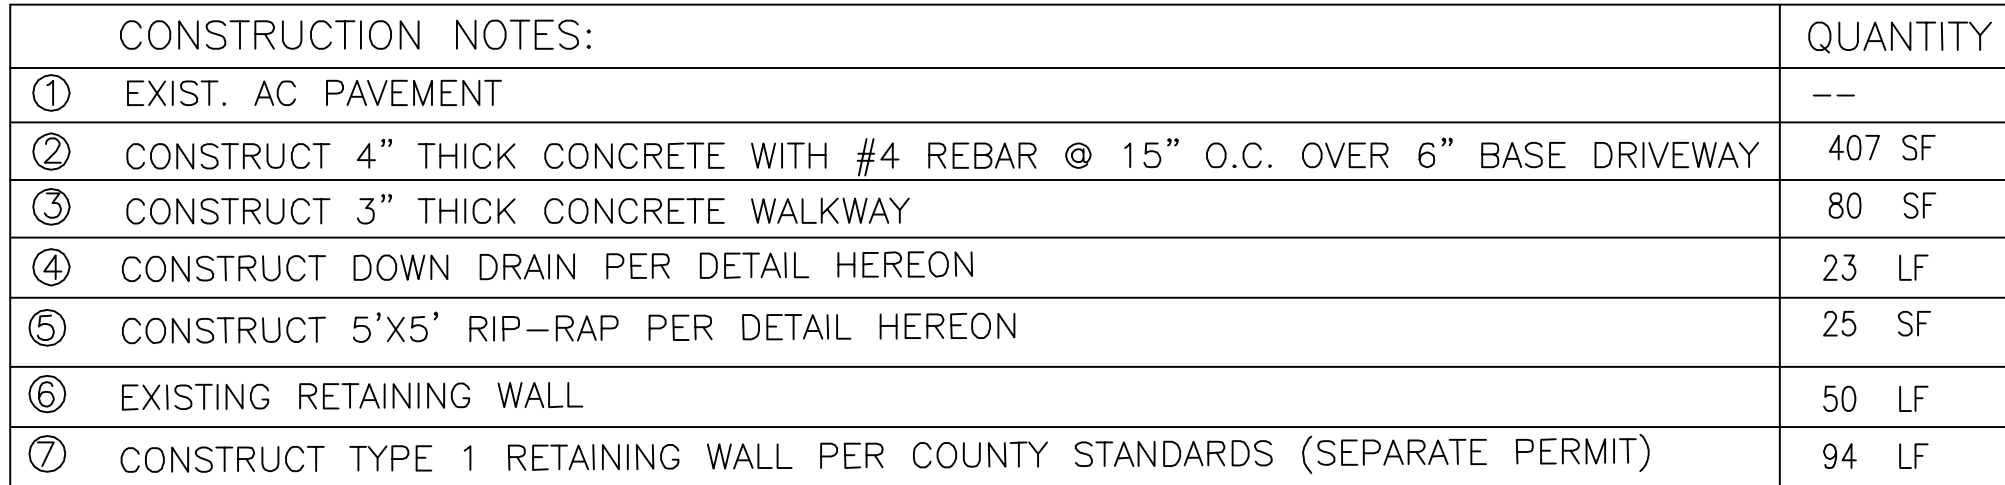 CONSTRUCTION NOTES: QUANTITY
① EXIST. AC PAVEMENT --
② CONSTRUCT 4" THICK CONCRETE WITH #4 REBAR @ 15" O.C. OVER 6" BASE DRIVEWAY 407 SF
③ CONSTRUCT 3" THICK CONCRETE WALKWAY 80 SF
④ CONSTRUCT DOWN DRAIN PER DETAIL HEREON 23 LF
⑤ CONSTRUCT 5'X5' RIP-RAP PER DETAIL HEREON 25 SF
⑥ EXISTING RETAINING WALL 50 LF
⑦ CONSTRUCT TYPE 1 RETAINING WALL PER COUNTY STANDARDS (SEPARATE PERMIT) 94 LF